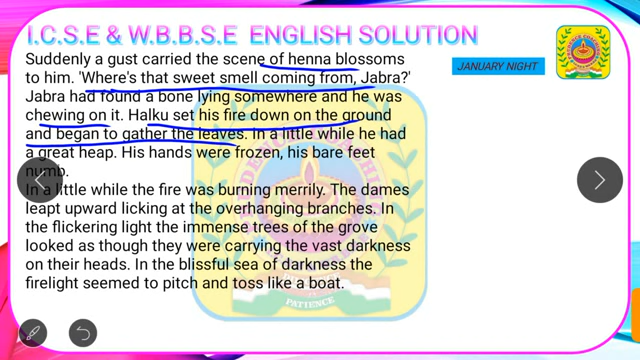 I.C.S.E & W.B.B.S.E ENGLISH SOLUTION
JANUARY NIGHT
Suddenly a gust carried the scene of henna blossoms
to him. 'Where's that sweet smell coming from, Jabra?'
Jabra had found a bone lying somewhere and he was
chewing on it. Halku set his fire down on the ground
and began to gather the leaves. In a little while he had
a great heap. His hands were frozen, his bare feet
numb.
In a little while the fire was burning merrily. The dames
leapt upward licking at the overhanging branches. In
the flickering light the immense trees of the grove
looked as though they were carrying the vast darkness
on their heads. In the blissful sea of darkness the
firelight seemed to pitch and toss like a boat.
PATIENCE